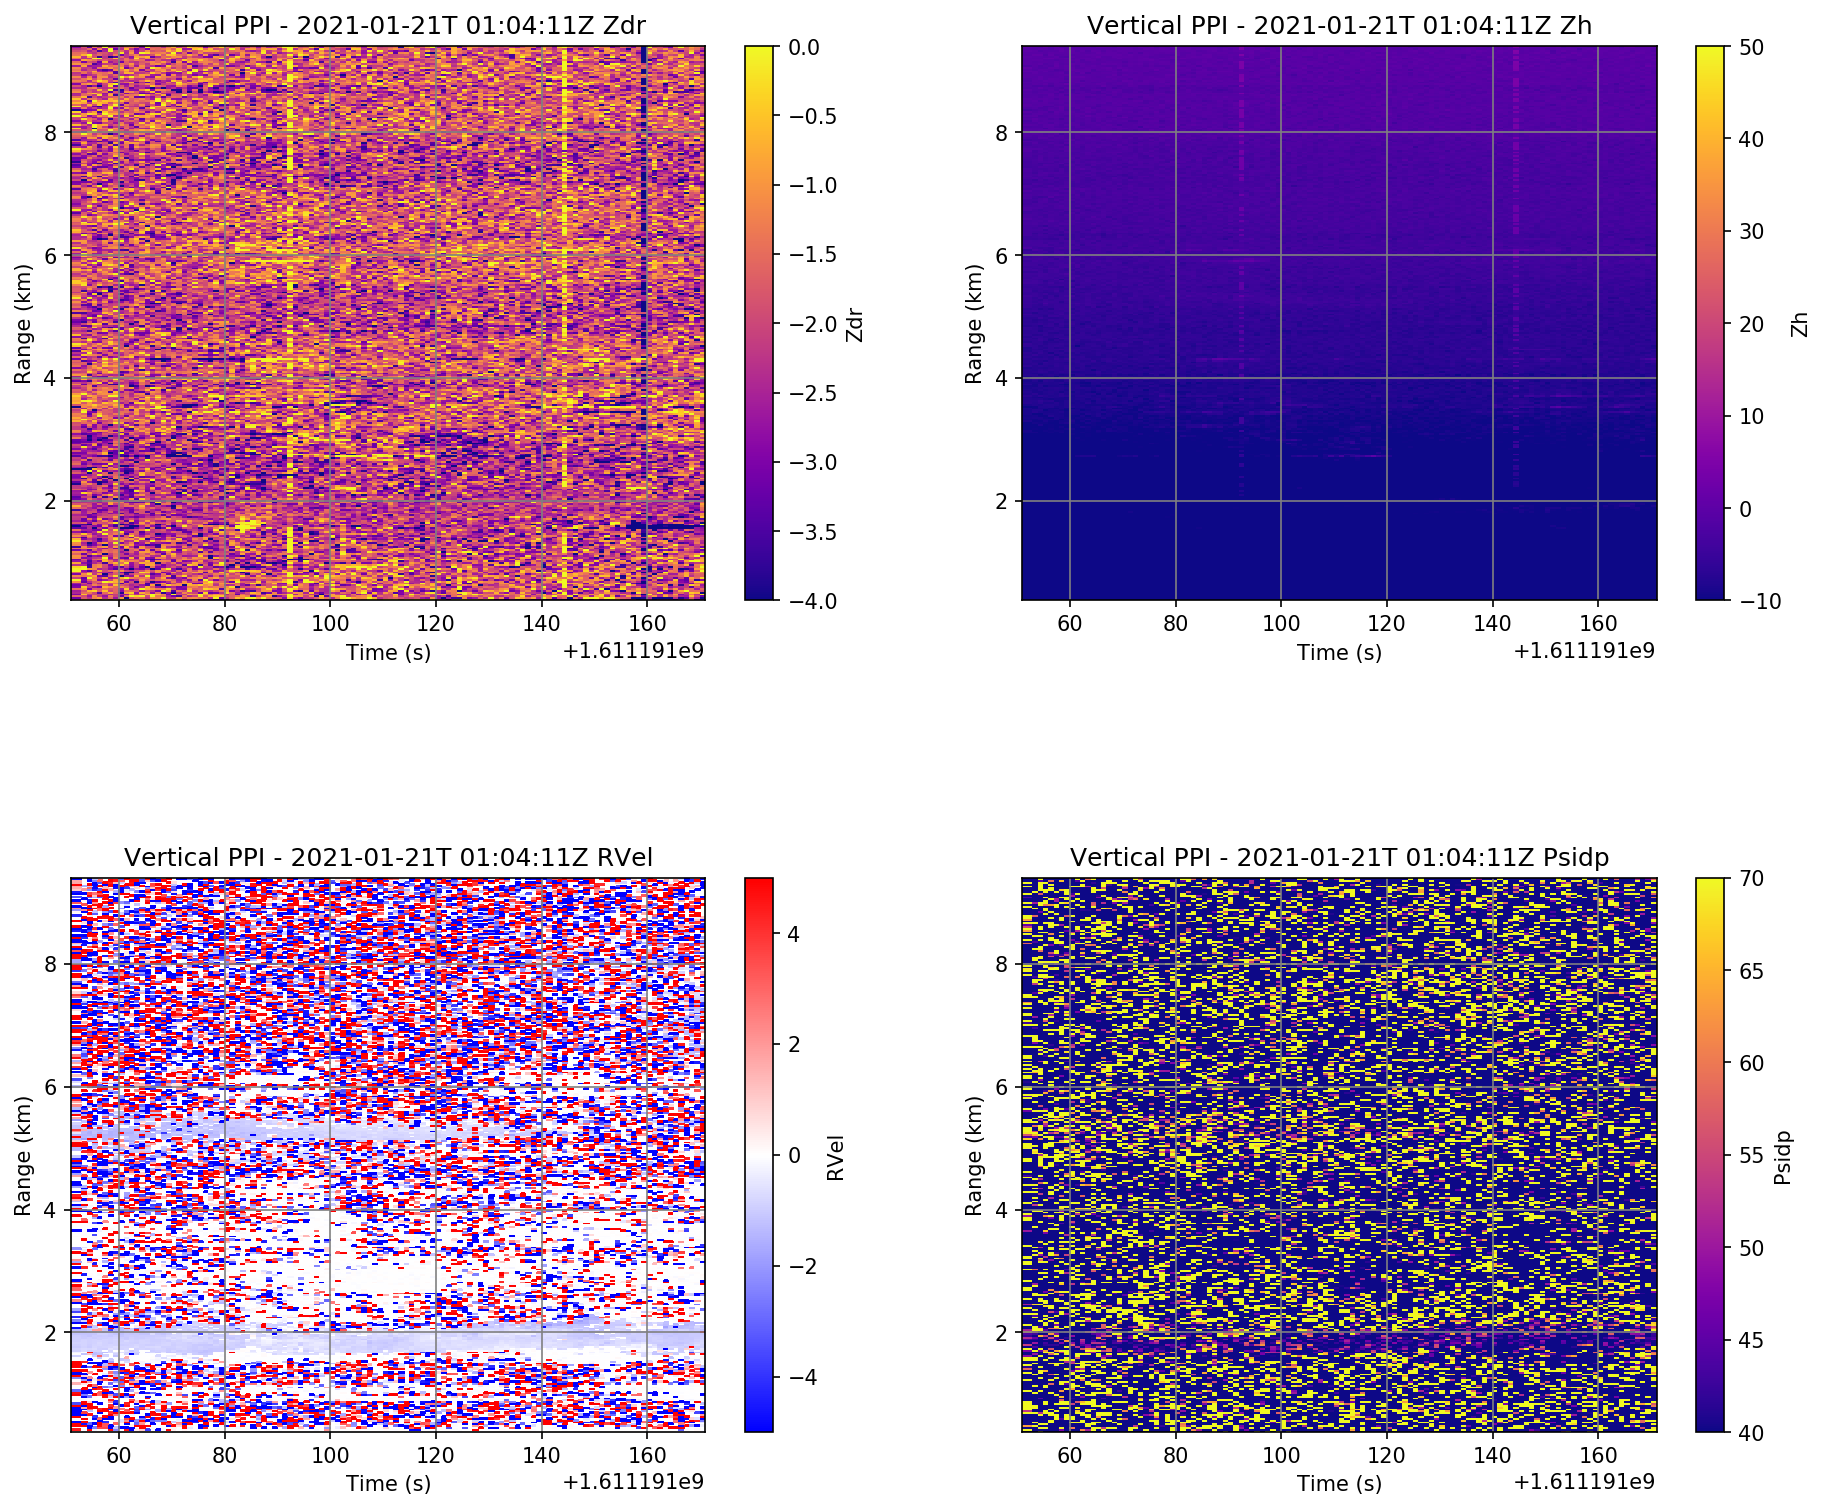 Vertical PPI - 2021-01-21T 01:04:11Z Zdr
0.0
−0.5
−1.0
−1.5
−2.0
−2.5
−3.0
−3.5
−4.0
Zdr
8
6
4
2
Range (km)
60 80 100 120 140 160
Time (s)
+1.611191e9
Vertical PPI - 2021-01-21T 01:04:11Z Zh
50
40
30
20
10
0
−10
Zh
8
6
4
2
Range (km)
60 80 100 120 140 160
Time (s)
+1.611191e9
Vertical PPI - 2021-01-21T 01:04:11Z RVel
4
2
0
−2
−4
RVel
8
6
4
2
Range (km)
60 80 100 120 140 160
Time (s)
+1.611191e9
Vertical PPI - 2021-01-21T 01:04:11Z Psidp
70
65
60
55
50
45
40
Psidp
8
6
4
2
Range (km)
60 80 100 120 140 160
Time (s)
+1.611191e9